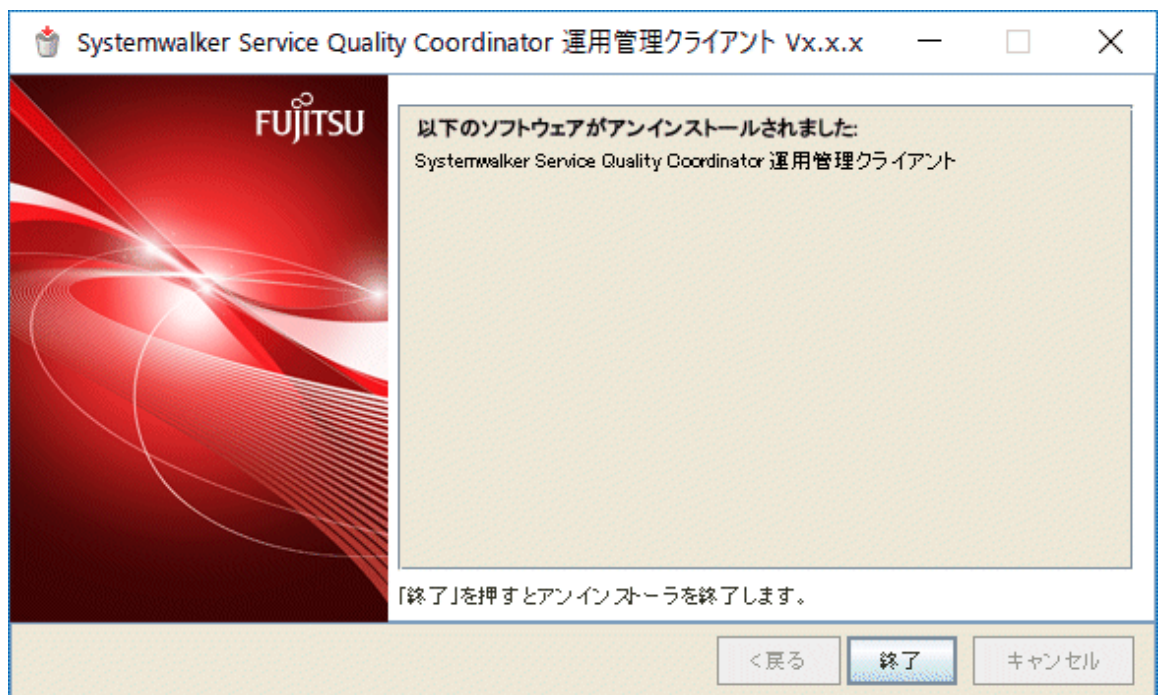 Systemwalker Service Quality Coordinator 運用管理クライアント Vx.x.x
FUJITSU
以下のソフトウェアがアンインストールされました:
Systemwalker Service Quality Coordinator 運用管理クライアント
「終了」を押すとアンインストーラを終了します。
<戻る
終了
キャンセル